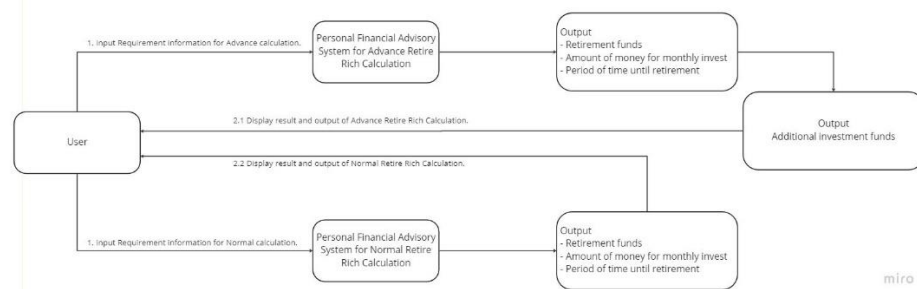 1. Input Requirement information for Advance calculation.
Personal Financial Advisory
System for Advance Retire
Rich Calculation
Output
- Retirement funds
- Amount of money for monthly invest
- Period of time until retirement
User
2.1 Display result and output of Advance Retire Rich Calculation.
Output
Additional investment funds
2.2 Display result and output of Normal Retire Rich Calculation.
1. Input Requirement information for Normal calculation.
Personal Financial Advisory
System for Normal Retire
Rich Calculation
Output
- Retirement funds
- Amount of money for monthly invest
- Period of time until retirement
miro